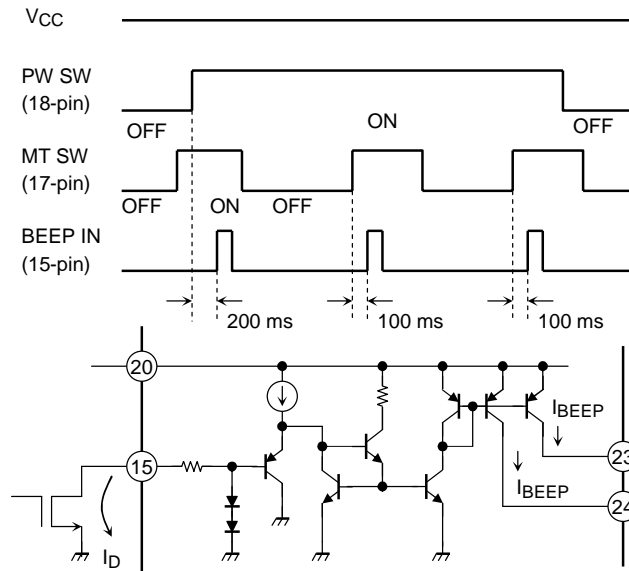 VCC
PW SW
(18-pin)
OFF
ON
OFF
MT SW
(17-pin)
OFF
ON
OFF
BEEP IN
(15-pin)
200 ms
100 ms
100 ms
20
IBEEP
15
23
IBEEP
24
ID